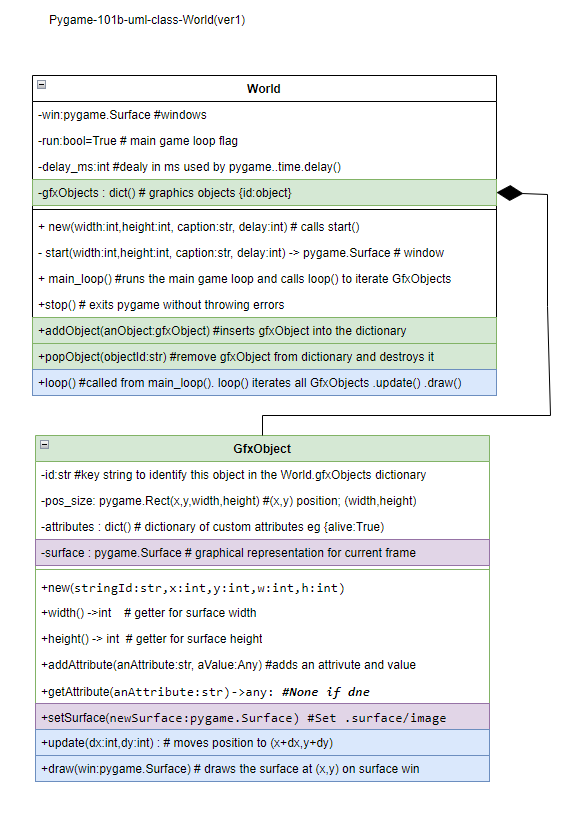 Pygame-101b-uml-class-World(ver1)
World
-win:pygame.Surface #windows
-run:bool=True # main game loop flag
-delay_ms:int #dealy in ms used by pygame..time.delay()
-gfxObjects : dict() # graphics objects {id:object}
+ new(width:int,height:int, caption:str, delay:int) # calls start()
- start(width:int,height:int, caption:str, delay:int) -> pygame.Surface # window
+ main_loop() #runs the main game loop and calls loop() to iterate GfxObjects
+stop() # exits pygame without throwing errors
+addObject(anObject:gfxObject) #inserts gfxObject into the dictionary
+popObject(objectId:str) #remove gfxObject from dictionary and destroys it
+loop() #called from main_loop(). loop() iterates all GfxObjects .update() .draw()
GfxObject
-id:str #key string to identify this object in the World.gfxObjects dictionary
-pos_size: pygame.Rect(x,y,width,height) #(x,y) position; (width,height)
-attributes : dict() # dictionary of custom attributes eg {alive:True)
-surface : pygame.Surface # graphical representation for current frame
+new(stringId:str,x:int,y:int,w:int,h:int)
+width() ->int # getter for surface width
+height() -> int # getter for surface height
+addAttribute(anAttribute:str, aValue:Any) #adds an attrivute and value
+getAttribute(anAttribute:str)->any: #None if dne
+setSurface(newSurface:pygame.Surface) #Set .surface/image
+update(dx:int,dy:int) : # moves position to (x+dx,y+dy)
+draw(win:pygame.Surface) # draws the surface at (x,y) on surface win